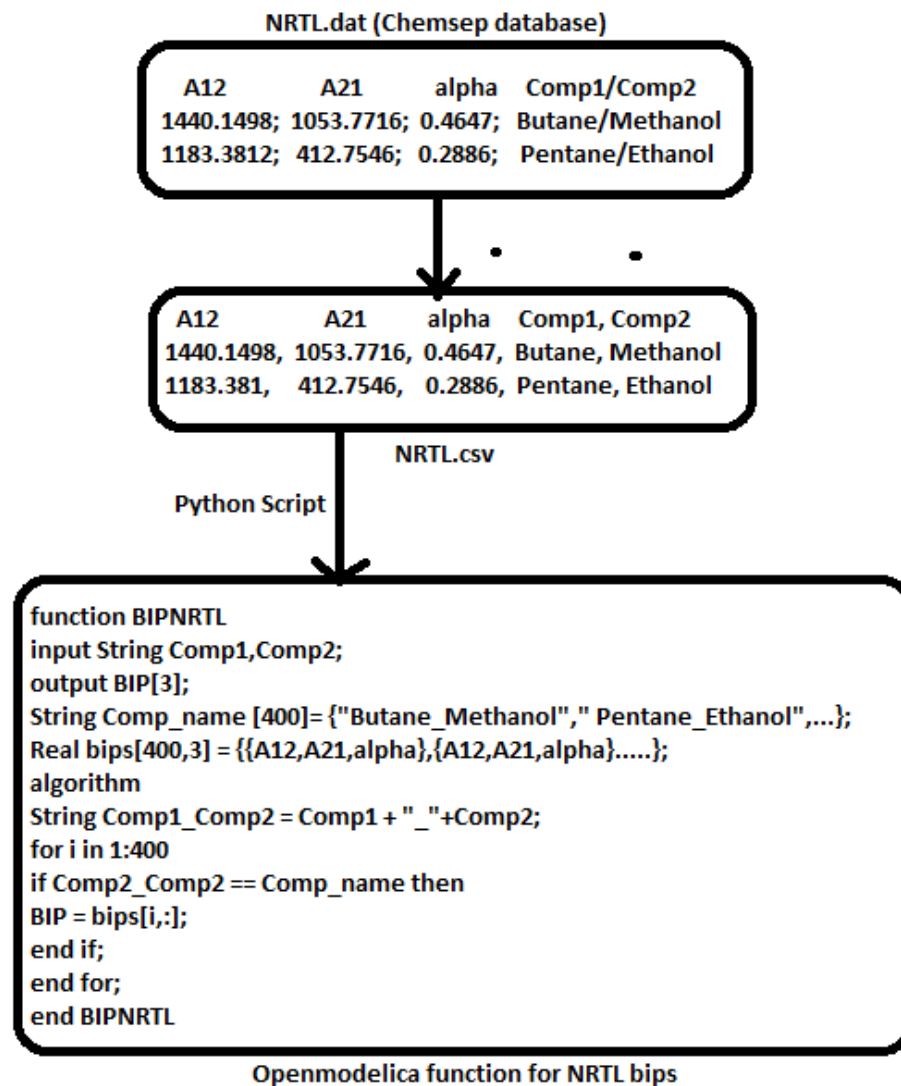 NRTL.dat (Chemsep database)
A12 A21 alpha Comp1/Comp2
1440.1498; 1053.7716; 0.4647; Butane/Methanol
1183.3812; 412.7546; 0.2886; Pentane/Ethanol
A12 A21 alpha Comp1, Comp2
1440.1498, 1053.7716, 0.4647, Butane, Methanol
1183.381, 412.7546, 0.2886, Pentane, Ethanol
NRTL.csv
Python Script
function BIPNRTL
input String Comp1,Comp2;
output BIP[3];
String Comp_name [400]= {"Butane_Methanol"," Pentane_Ethanol",...};
Real bips[400,3] = {{A12,A21,alpha},{A12,A21,alpha}.....};
algorithm
String Comp1_Comp2 = Comp1 + "_"+Comp2;
for i in 1:400
if Comp2_Comp2 == Comp_name then
BIP = bips[i,:];
end if;
end for;
end BIPNRTL
Openmodelica function for NRTL bips